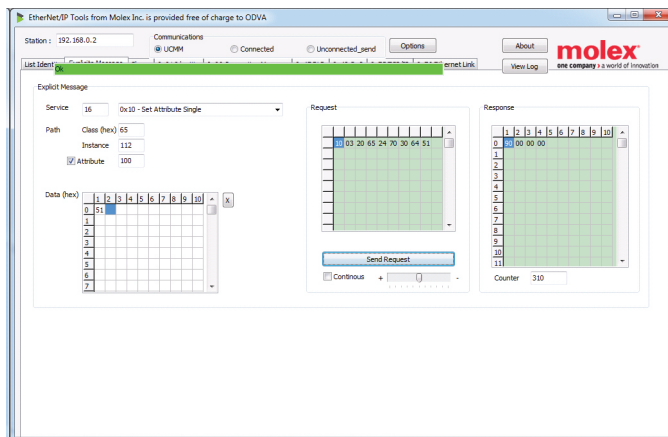 EtherNet/IP Tools from Molex Inc. is provided free of charge to ODVA
Station : 192.168.0.2
Communications
UCMM Connected Unconnected_send
Options
About
View Log
molex
one company › a world of innovation
List Identi
ernet Link
Ok
Explicit Message
Service 16 0x10 - Set Attribute Single
Path Class (hex) 65
Instance 112
Attribute 100
Data (hex)
1 2 3 4 5 6 7 8 9 10
0 51
1
2
3
4
5
6
7
X
Request
10 03 20 65 24 70 30 64 51
Send Request
Continous + -
Response
1 2 3 4 5 6 7 8 9 10
0 90 00 00 00
1
2
3
4
5
6
7
8
9
10
11
Counter 310